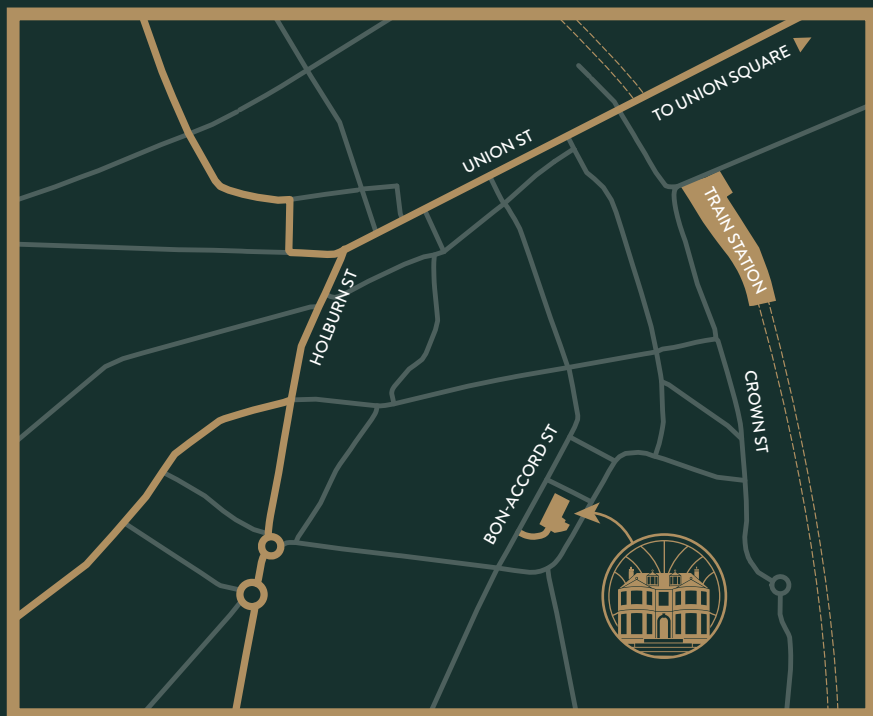 TO UNION SQUARE
UNION ST
TRAIN STATION
HOLBURN ST
CROWN ST
BON-ACCORD ST